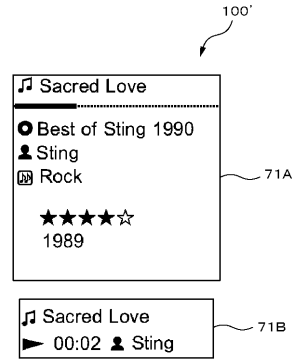 100'
Sacred Love
Best of Sting 1990
Sting
Rock
★★★★☆
1989
71A
Sacred Love
00:02 Sting
71B